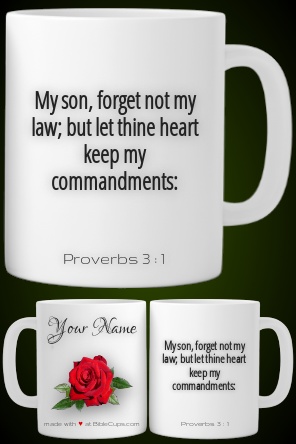 My son, forget not my
law; but let thine heart
keep my
commandments:
Proverbs 3:1
Your Name
made with ♥ at BibleCups.com
My son, forget not my
law; but let thine heart
keep my
commandments:
Proverbs 3:1